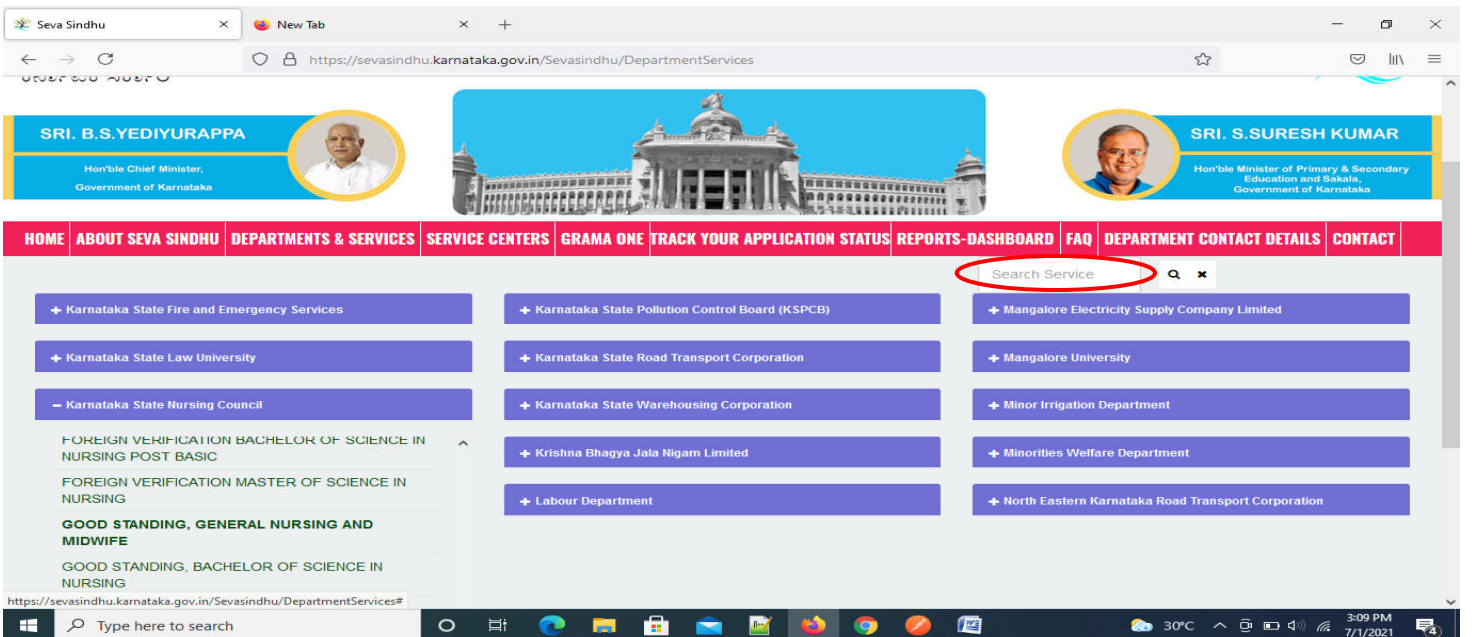 Seva Sindhu
New Tab
https://sevasindhu.karnataka.gov.in/Sevasindhu/DepartmentServices
SRI. B.S.YEDIYURAPPA
Hon'ble Chief Minister,
Government of Karnataka
SRI. S.SURESH KUMAR
Hon'ble Minister of Primary & Secondary
Education and Sakala,
Government of Karnataka
HOME ABOUT SEVA SINDHU DEPARTMENTS & SERVICES SERVICE CENTERS GRAMA ONE TRACK YOUR APPLICATION STATUS REPORTS-DASHBOARD FAQ DEPARTMENT CONTACT DETAILS CONTACT
Search Service
+ Karnataka State Fire and Emergency Services
+ Karnataka State Pollution Control Board (KSPCB)
+ Mangalore Electricity Supply Company Limited
+ Karnataka State Law University
+ Karnataka State Road Transport Corporation
+ Mangalore University
− Karnataka State Nursing Council
+ Karnataka State Warehousing Corporation
+ Minor Irrigation Department
FOREIGN VERIFICATION BACHELOR OF SCIENCE IN
NURSING POST BASIC
+ Krishna Bhagya Jala Nigam Limited
+ Minorities Welfare Department
FOREIGN VERIFICATION MASTER OF SCIENCE IN
NURSING
+ Labour Department
+ North Eastern Karnataka Road Transport Corporation
GOOD STANDING, GENERAL NURSING AND
MIDWIFE
GOOD STANDING, BACHELOR OF SCIENCE IN
NURSING
https://sevasindhu.karnataka.gov.in/Sevasindhu/DepartmentServices#
Type here to search
30°C
3:09 PM
7/1/2021
4